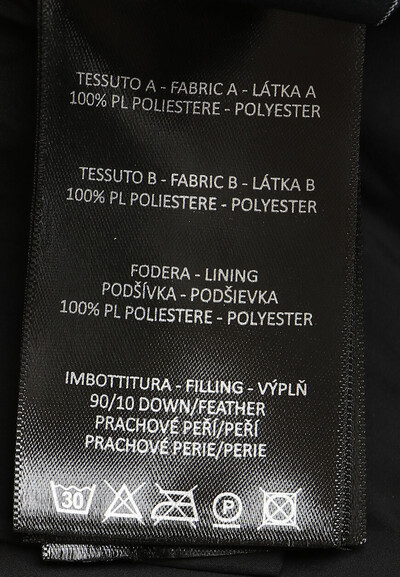 TESSUTO A - FABRIC A - LÁTKA A
100% PL POLIESTERE - POLYESTER
TESSUTO B - FABRIC B - LÁTKA B
100% PL POLIESTERE - POLYESTER
FODERA - LINING
PODŠÍVKA - PODŠIEVKA
100% PL POLIESTERE - POLYESTER
IMBOTTITURA - FILLING - VÝPLŇ
90/10 DOWN/FEATHER
PRACHOVÉ PEŘÍ/PEŘÍ
PRACHOVÉ PERIE/PERIE
30 P